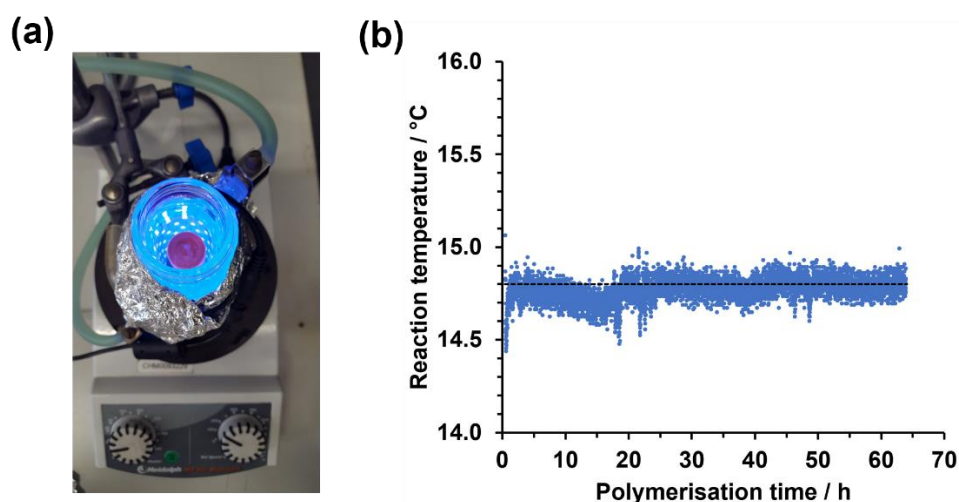 (a)
(b)
16.0
15.5
15.0
14.5
14.0
Reaction temperature / °C
0 10 20 30 40 50 60 70
Polymerisation time / h
Heidolph